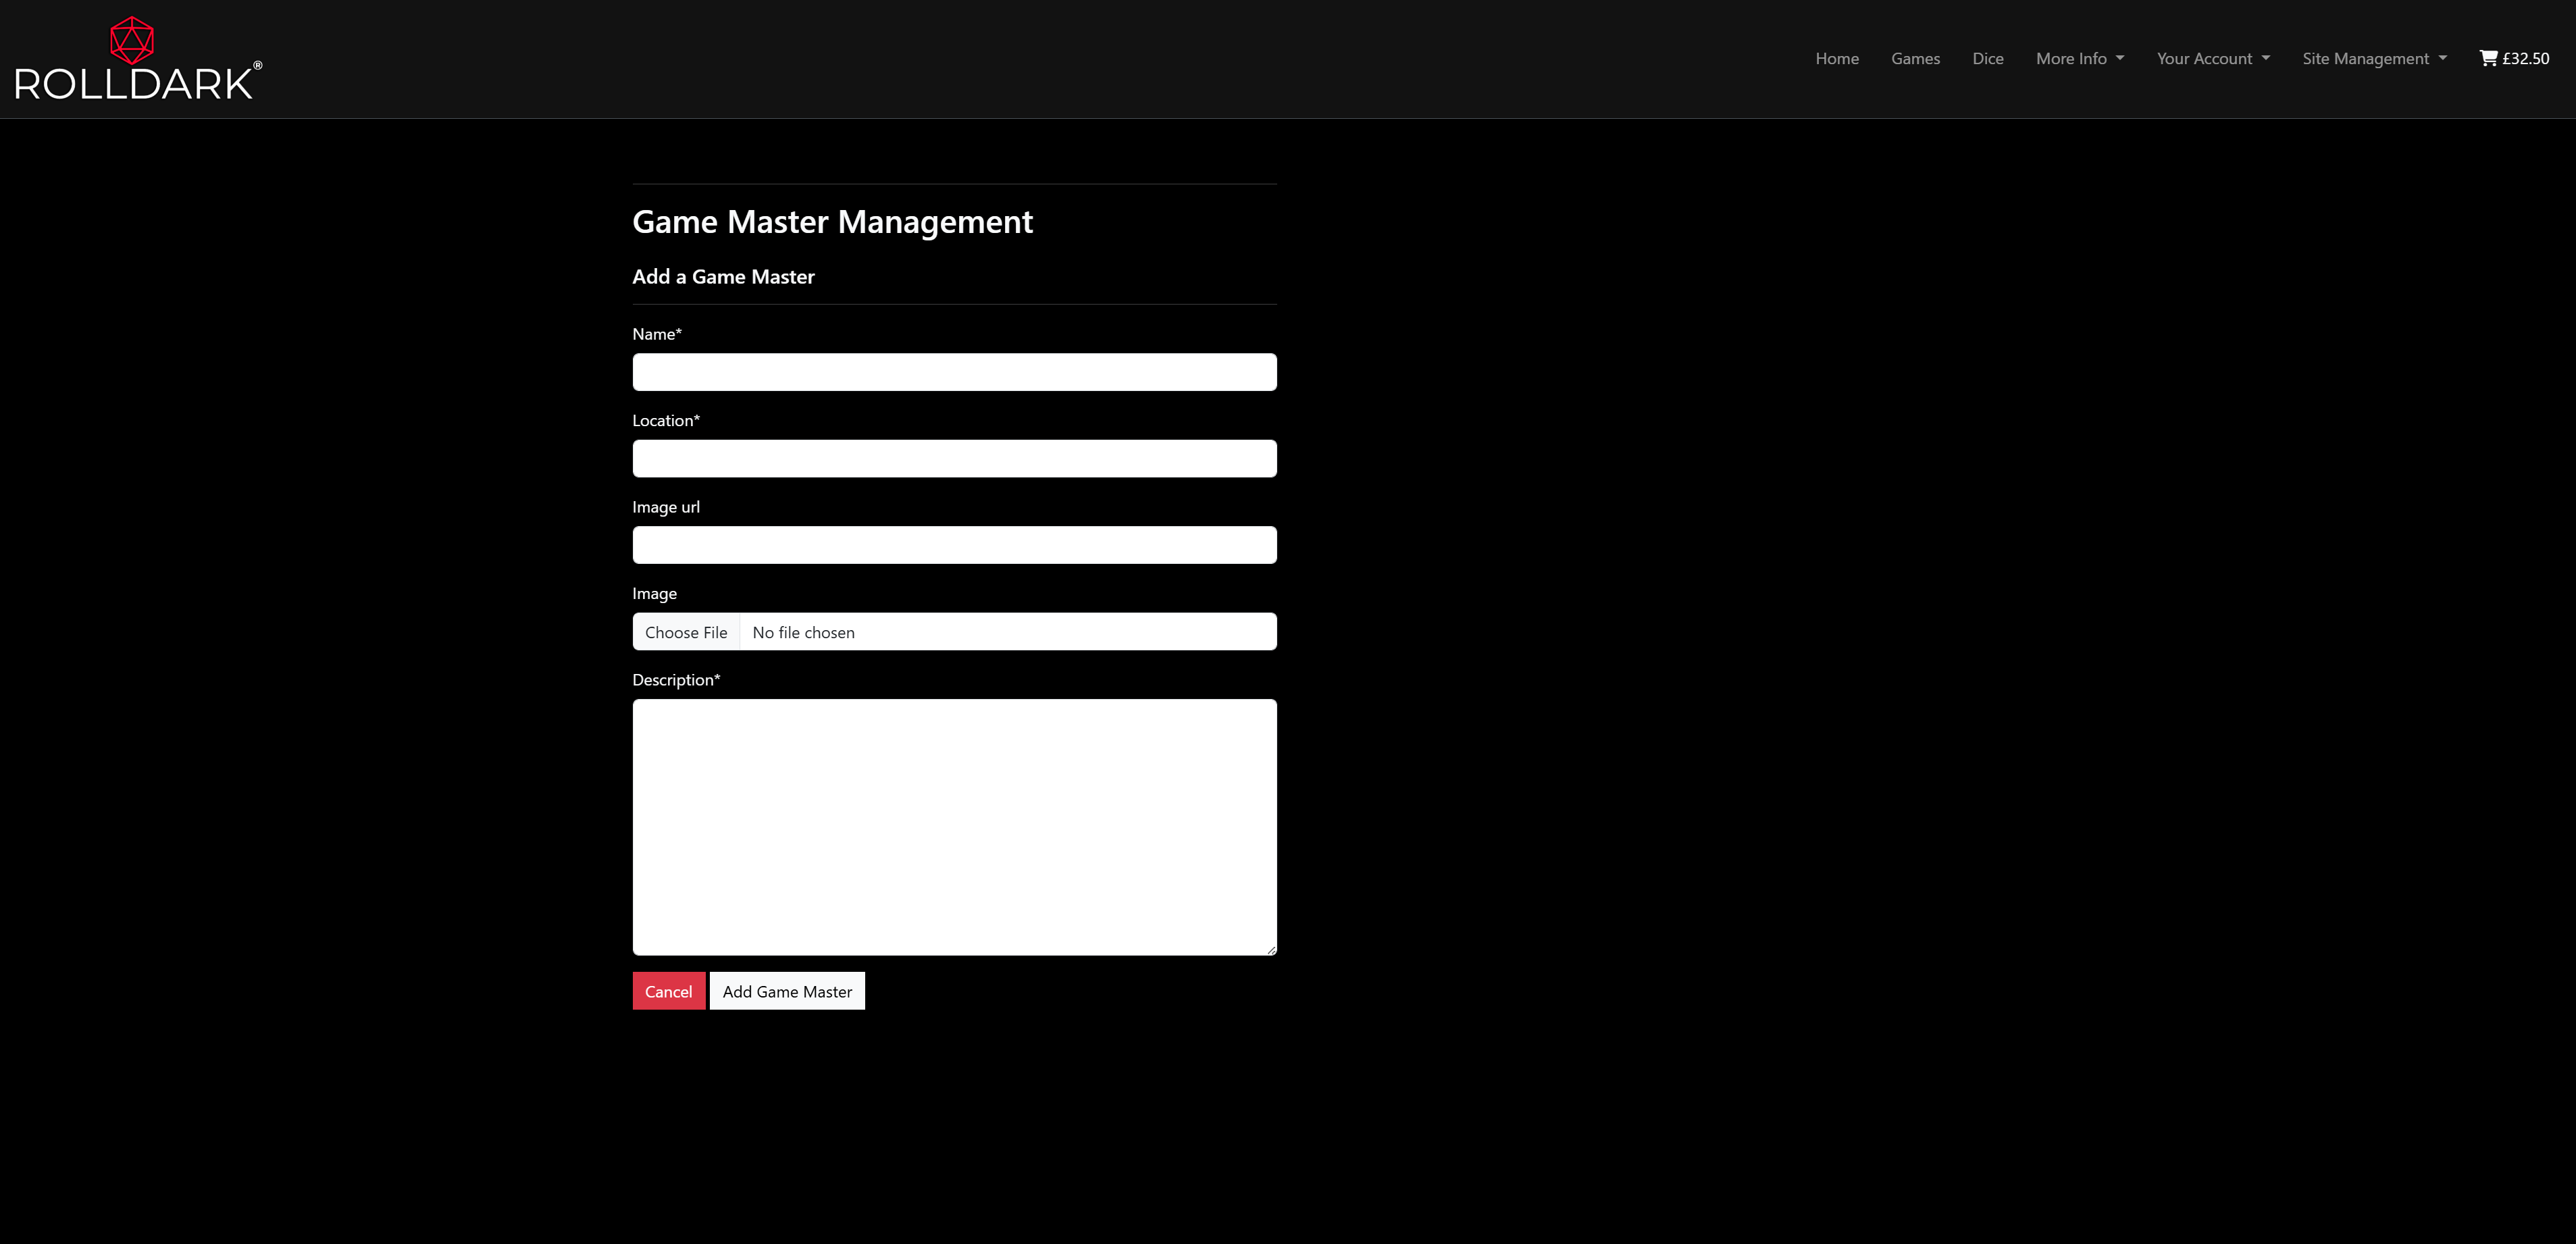 ROLLDARK®
Home Games Dice More Info Your Account Site Management £32.50
Game Master Management
Add a Game Master
Name*
Location*
Image url
Image
Choose File No file chosen
Description*
Cancel Add Game Master